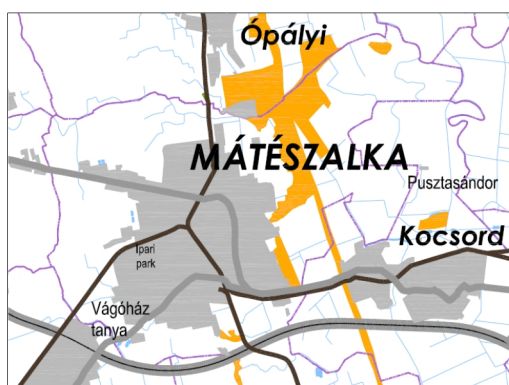 Ópályi
MÁTÉSZALKA
Pusztasándor
Kocsord
Ipari
park
Vágóház
tanya